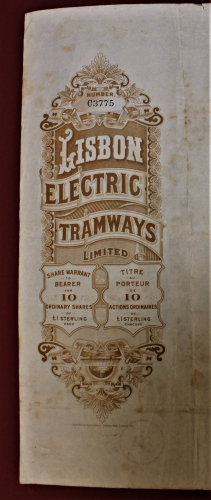 NUMBER
C3775
LISBON
ELECTRIC
TRAMWAYS
LIMITED
SHARE WARRANT
TO
BEARER
FOR
10
ORDINARY SHARES
OF
£1 STERLING
EACH
TITRE
AU
PORTEUR
DE
10
ACTIONS ORDINAIRES
DE
£1 STERLING
CHACUNE